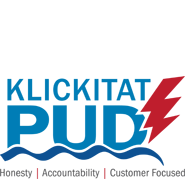 KLICKITAT
PUD
Honesty | Accountability | Customer Focused